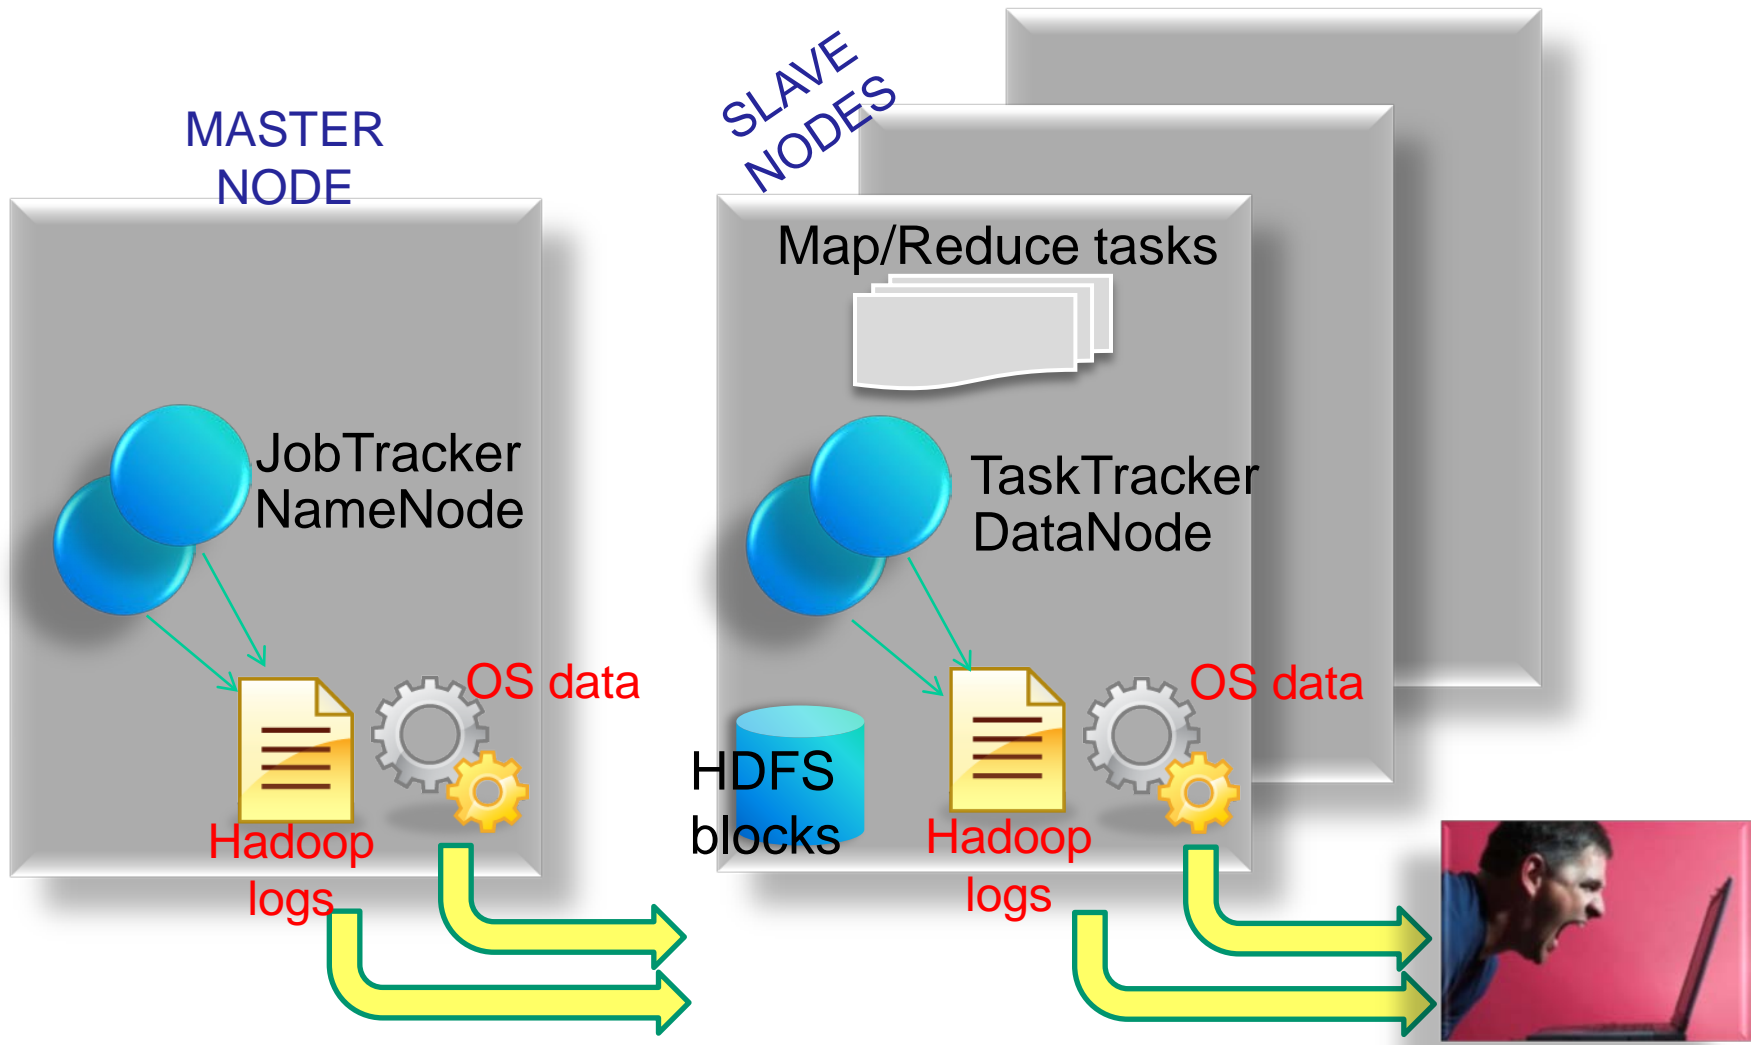 MASTER
NODE
JobTracker
NameNode
OS data
Hadoop
logs
SLAVE
NODES
Map/Reduce tasks
TaskTracker
DataNode
OS data
HDFS
blocks
Hadoop
logs